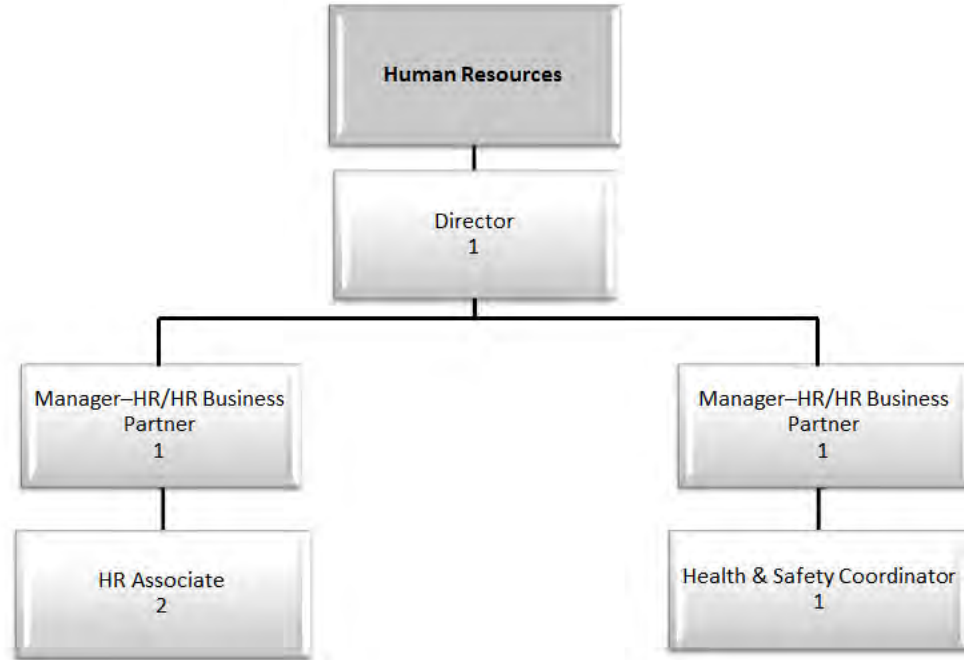 Human Resources
Director
1
Manager–HR/HR Business
Partner
1
Manager–HR/HR Business
Partner
1
HR Associate
2
Health & Safety Coordinator
1